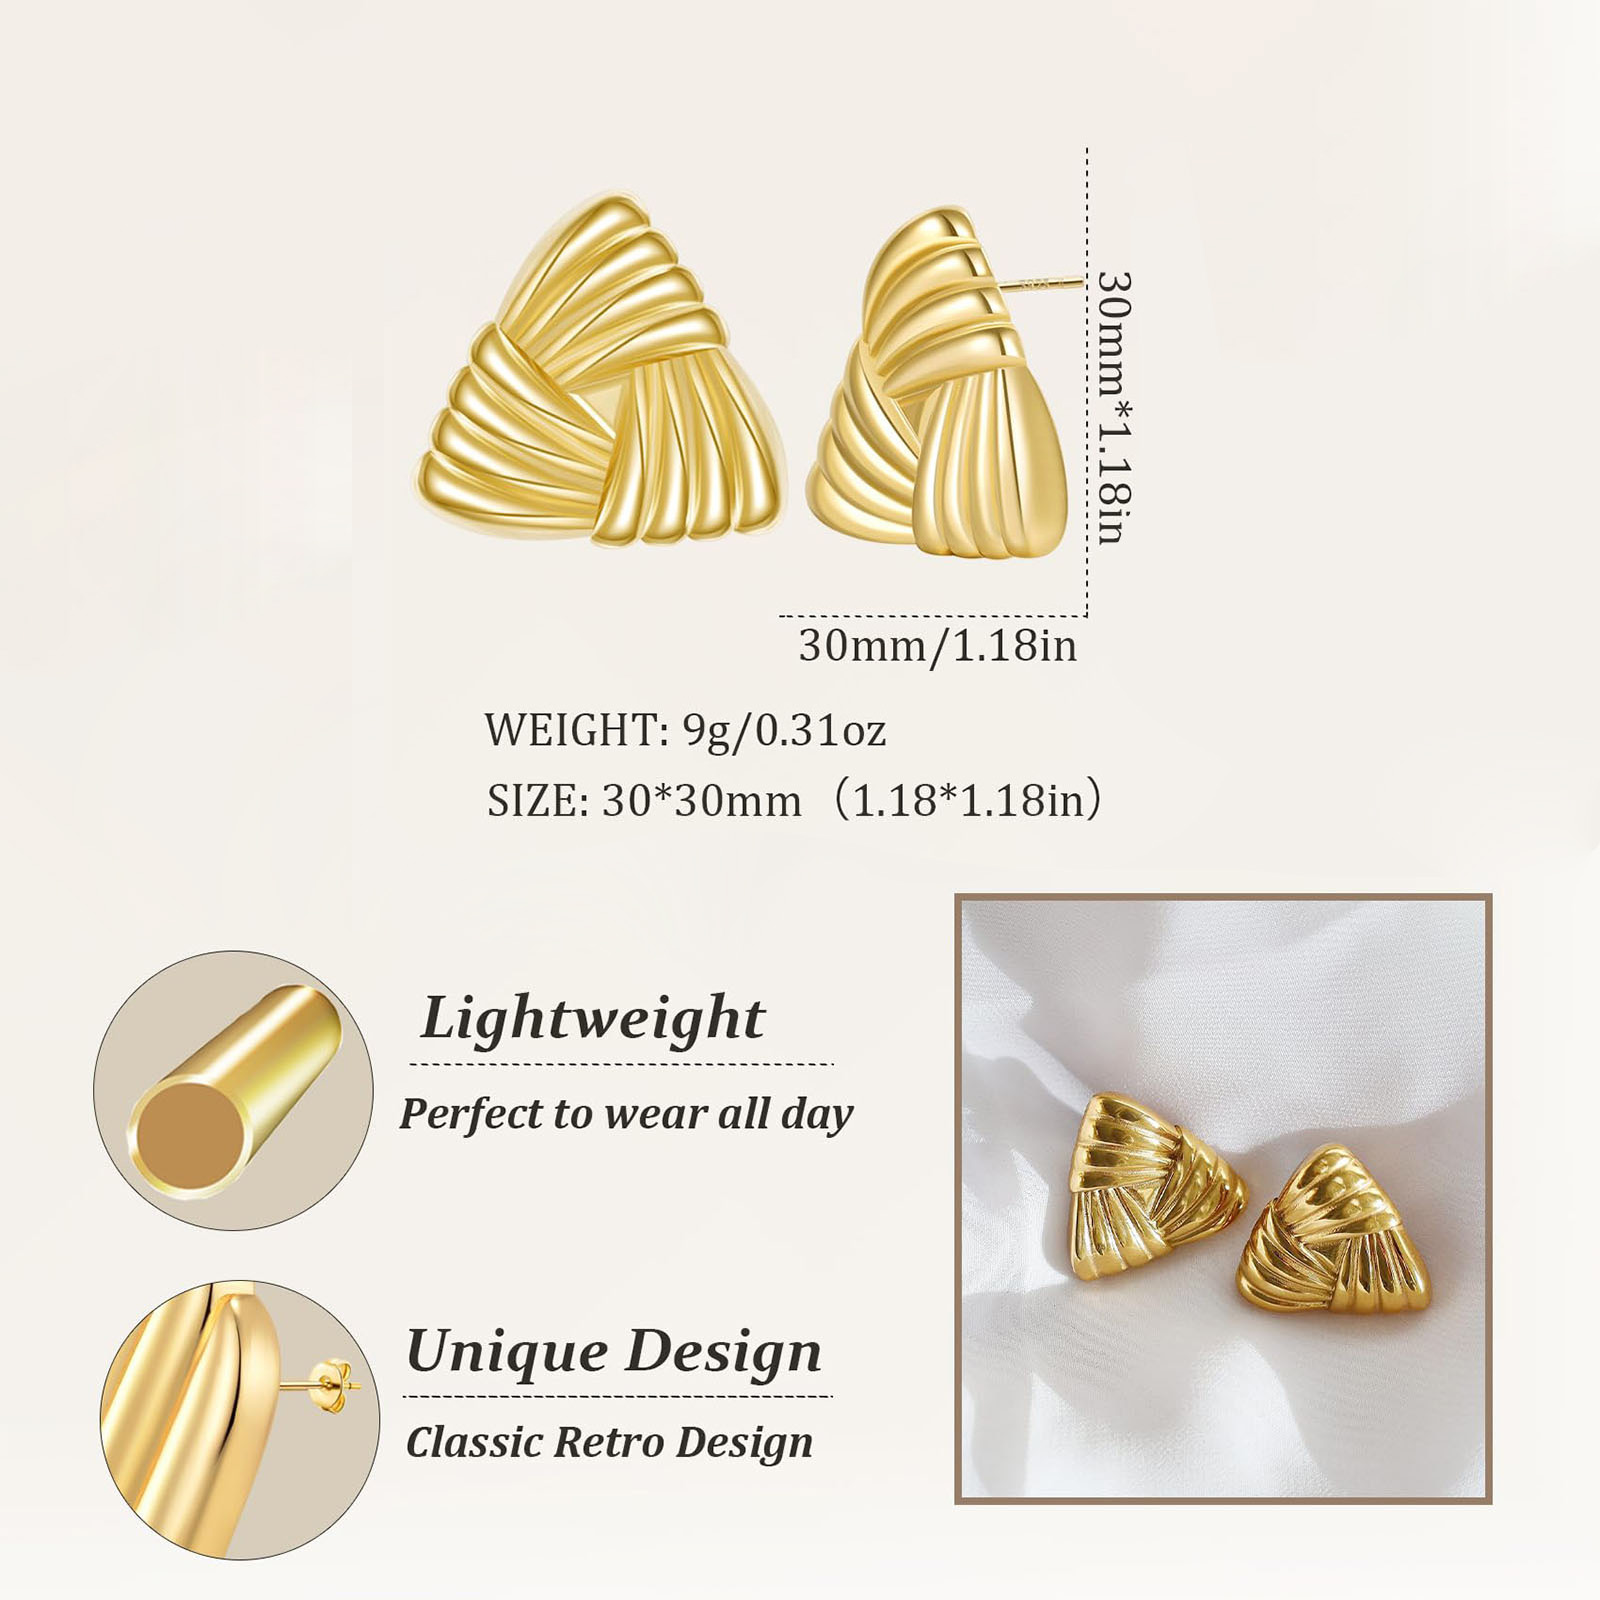 30mm*1.18in
30mm/1.18in
WEIGHT: 9g/0.31oz
SIZE: 30*30mm（1.18*1.18in）
Lightweight
Perfect to wear all day
Unique Design
Classic Retro Design